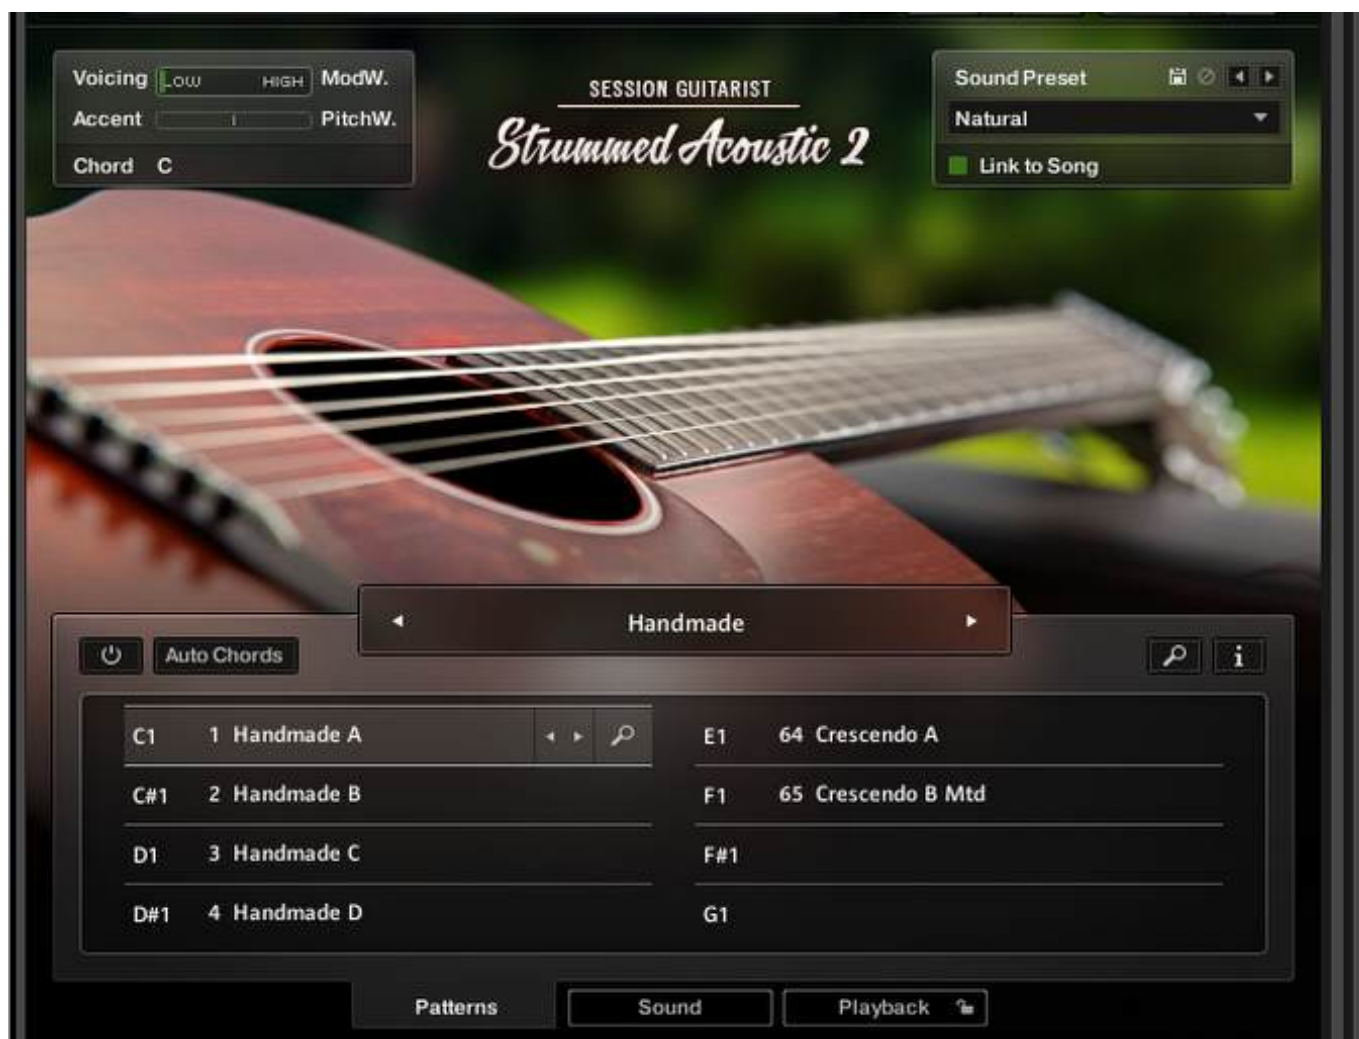 Voicing Low HIGH ModW.
Accent PitchW.
Chord C
SESSION GUITARIST
Strummed Acoustic 2
Sound Preset
Natural
Link to Song
Handmade
Auto Chords
i
C1 1 Handmade A
C#1 2 Handmade B
D1 3 Handmade C
D#1 4 Handmade D
E1 64 Crescendo A
F1 65 Crescendo B Mtd
F#1
G1
Patterns Sound Playback